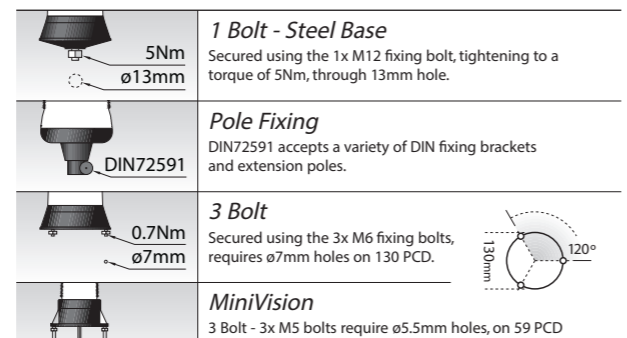 1 Bolt - Steel Base
5Nm
Secured using the 1x M12 fixing bolt, tightening to a
ø13mm
torque of 5Nm, through 13mm hole.
Pole Fixing
DIN72591 accepts a variety of DIN fixing brackets
DIN72591
and extension poles.
3 Bolt
0.7Nm
Secured using the 3x M6 fixing bolts,
ø7mm
requires ø7mm holes on 130 PCD.
130mm
120º
MiniVision
3 Bolt - 3x M5 bolts require ø5.5mm holes, on 59 PCD